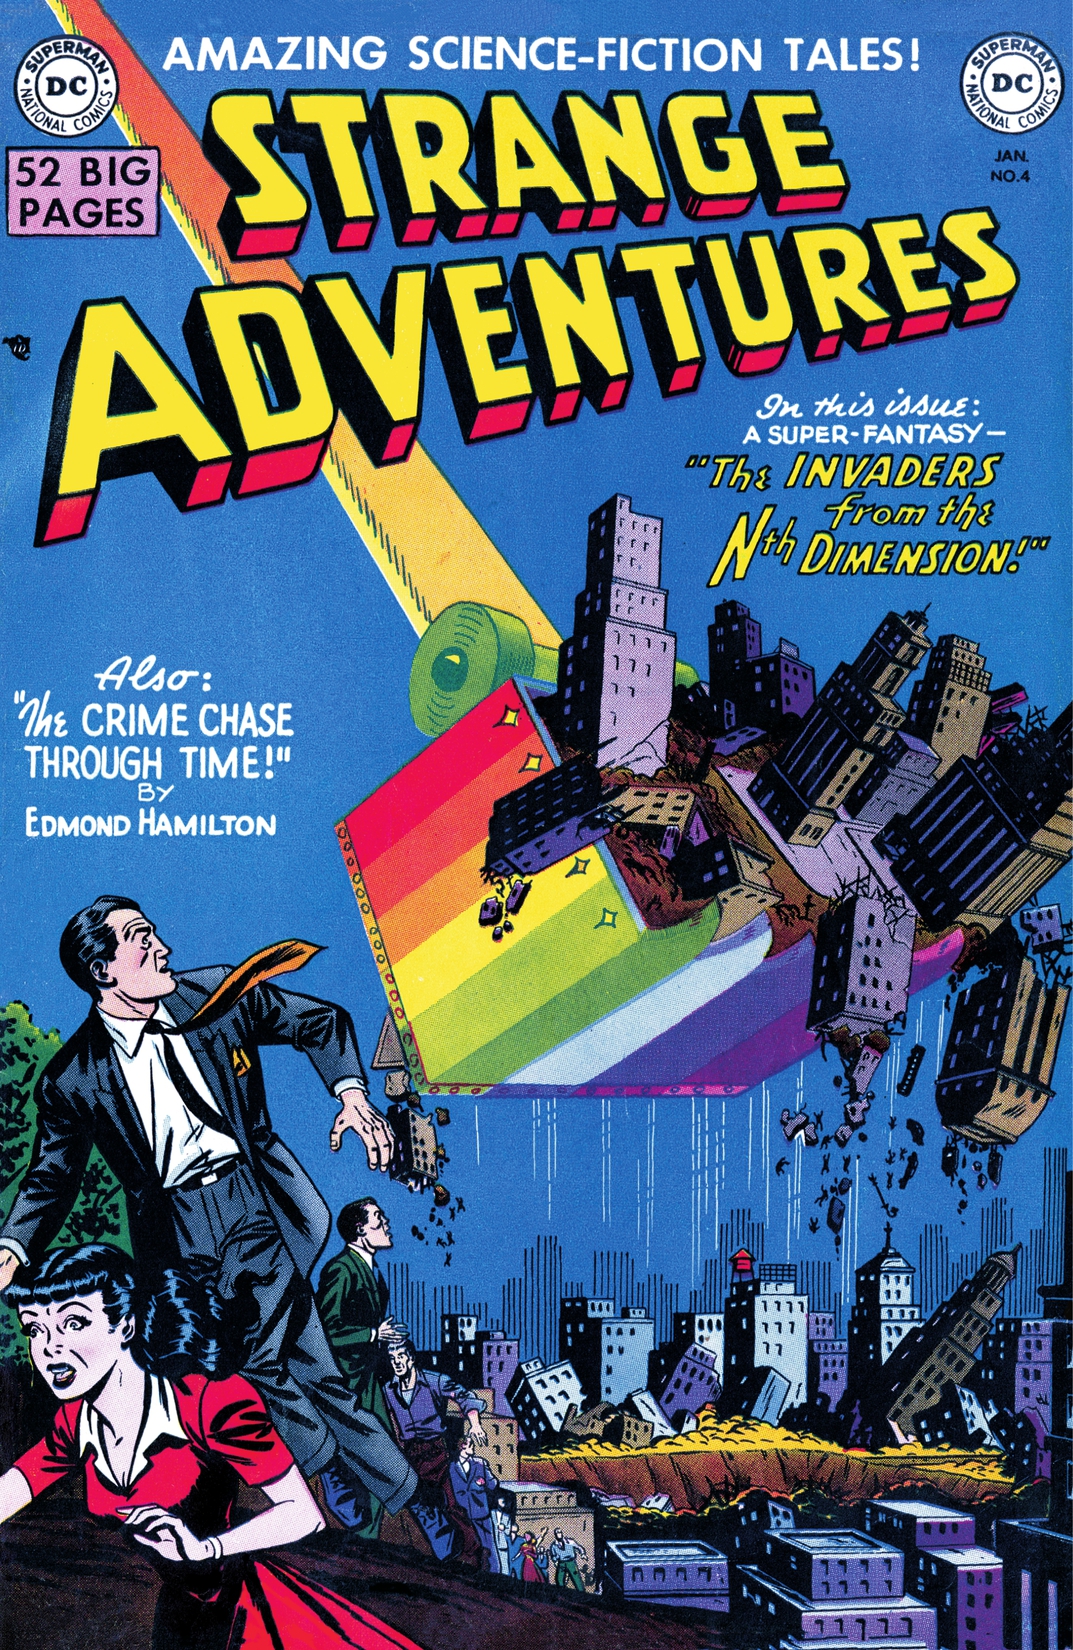 AMAZING SCIENCE-FICTION TALES!
SUPERMAN
DC
NATIONAL COMICS
SUPERMAN
DC
NATIONAL COMICS
52 BIG
PAGES
JAN.
NO.4
STRANGE
ADVENTURES
In this issue:
A SUPER-FANTASY—
"The INVADERS
from the
Nth DIMENSION!"
Also:
"The CRIME CHASE
THROUGH TIME!"
BY
EDMOND HAMILTON